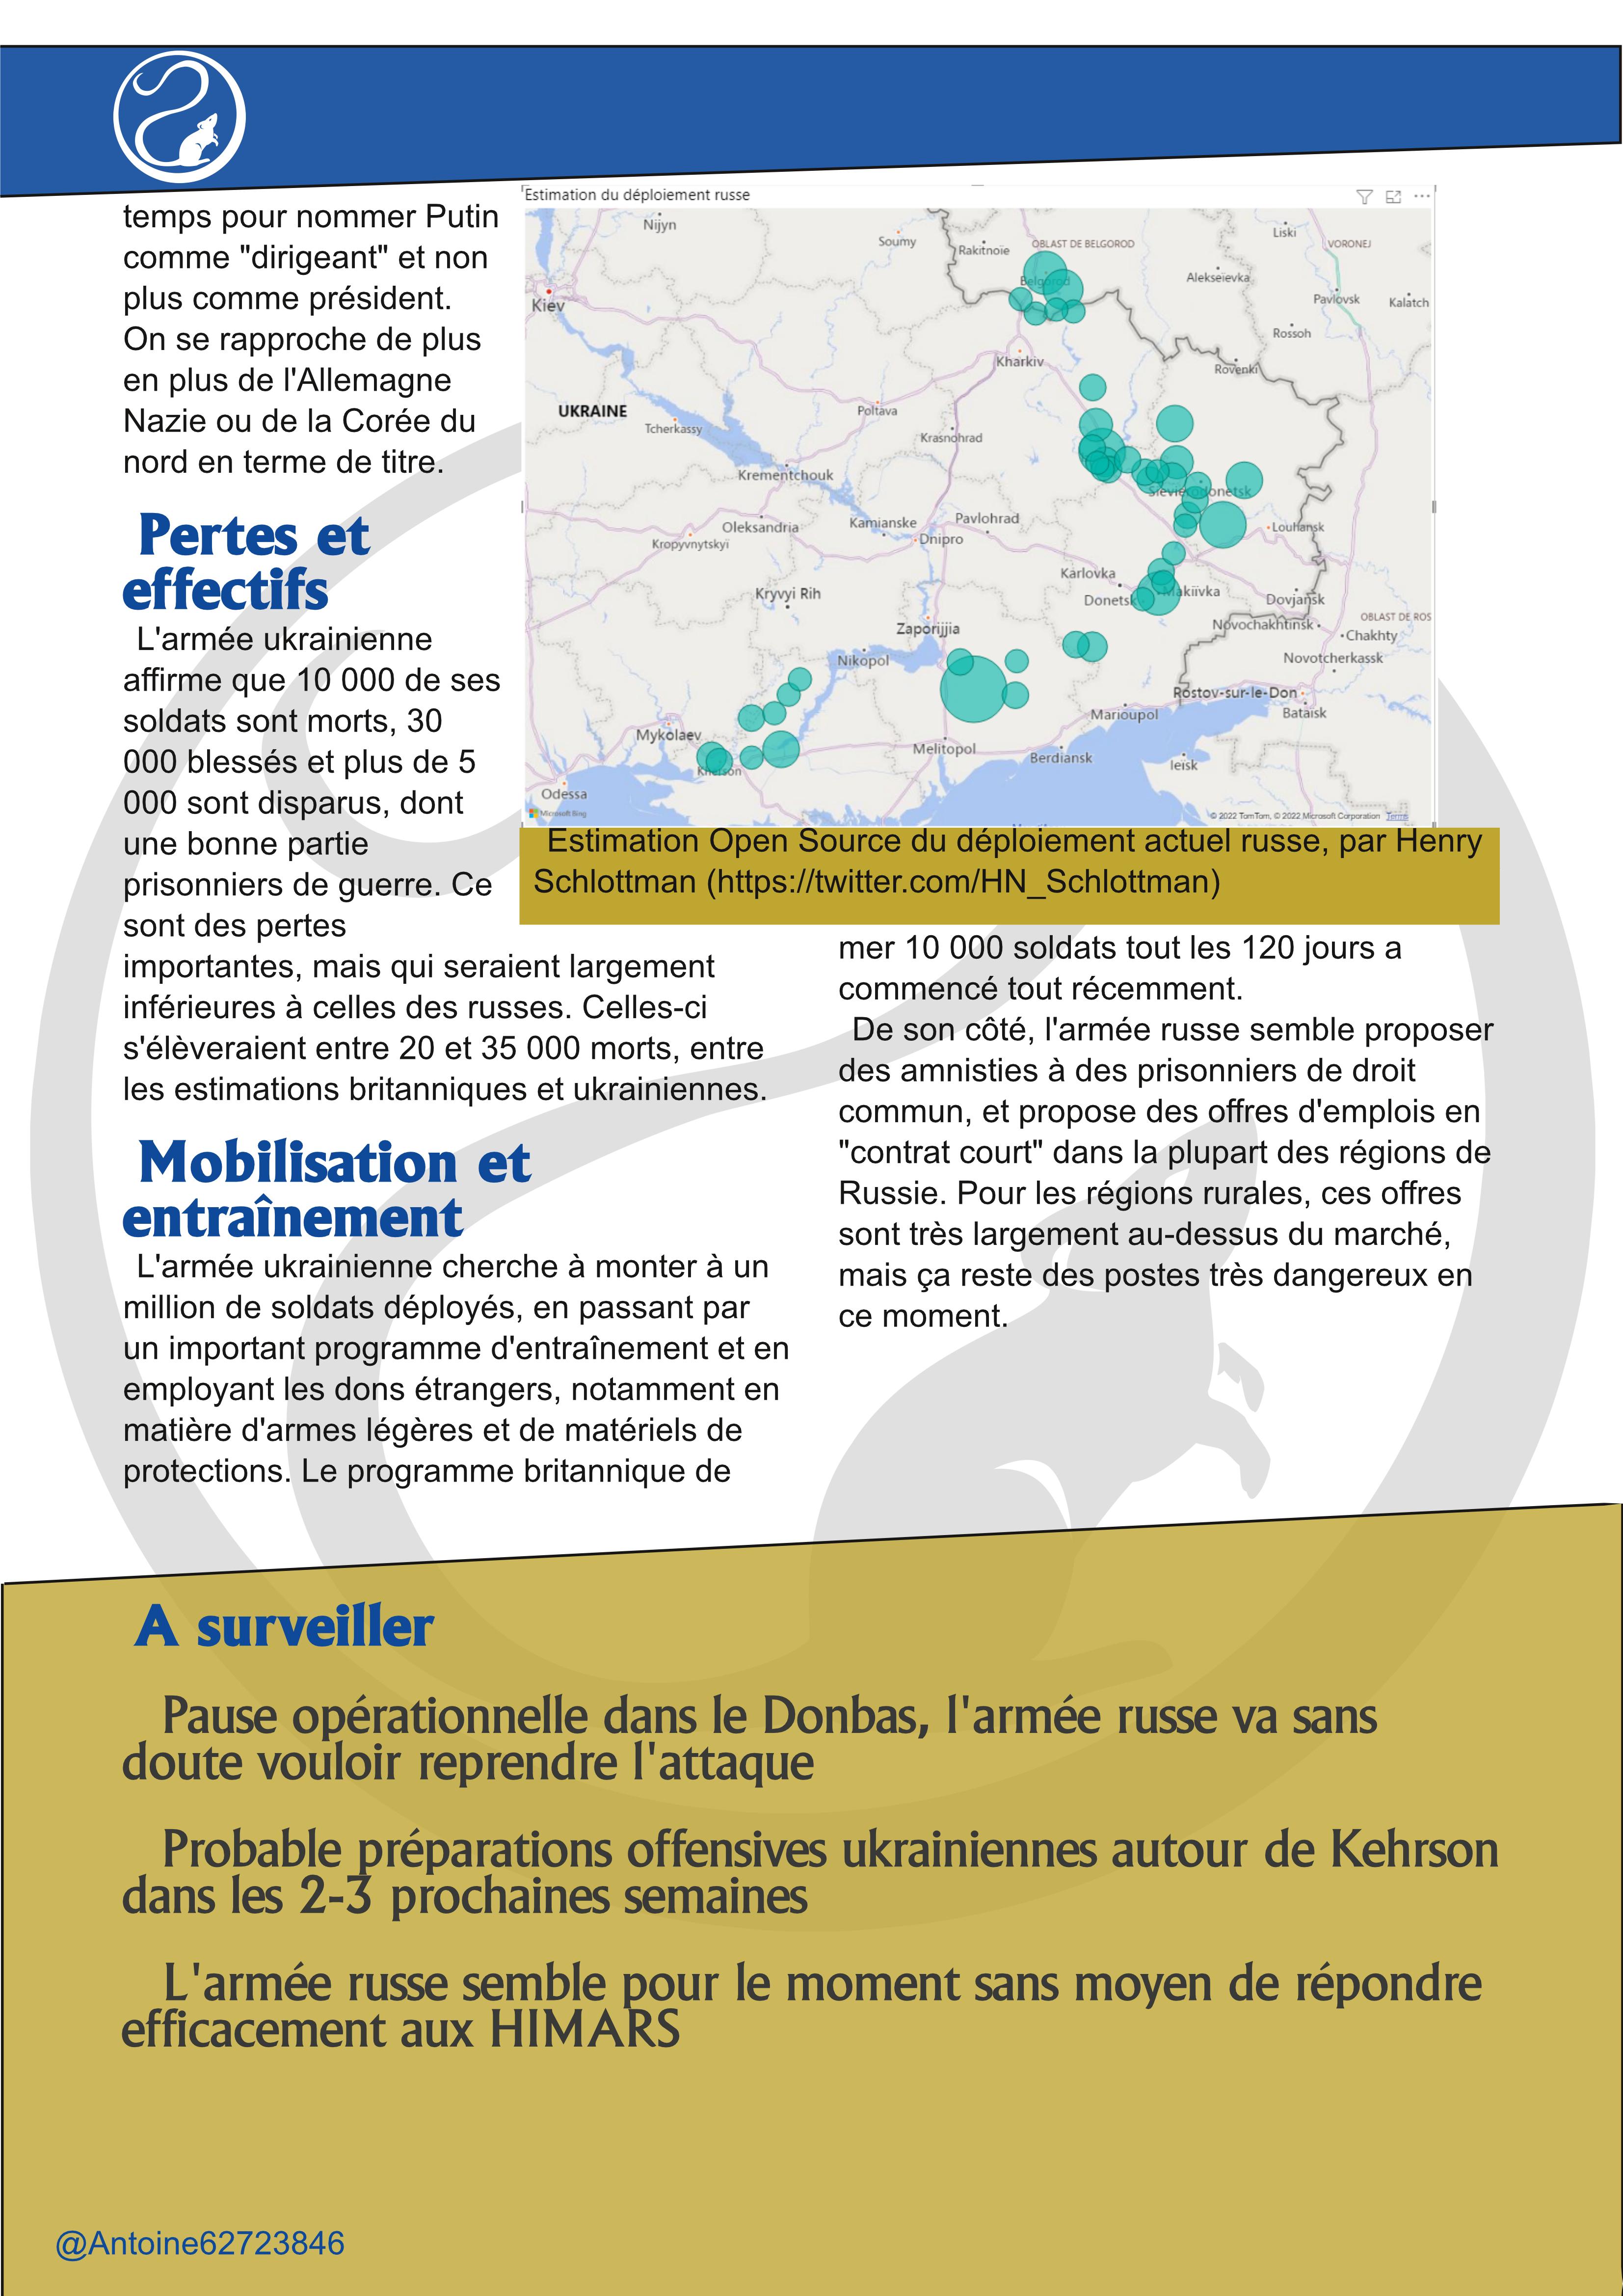 temps pour nommer Putin
comme "dirigeant" et non
plus comme président.
On se rapproche de plus
en plus de l'Allemagne
Nazie ou de la Corée du
nord en terme de titre.
Pertes et
effectifs
L'armée ukrainienne
affirme que 10 000 de ses
soldats sont morts, 30
000 blessés et plus de 5
000 sont disparus, dont
une bonne partie
prisonniers de guerre. Ce
sont des pertes
importantes, mais qui seraient largement
inférieures à celles des russes. Celles-ci
s'élèveraient entre 20 et 35 000 morts, entre
les estimations britanniques et ukrainiennes.
Mobilisation et
entraînement
L'armée ukrainienne cherche à monter à un
million de soldats déployés, en passant par
un important programme d'entraînement et en
employant les dons étrangers, notamment en
matière d'armes légères et de matériels de
protections. Le programme britannique de
Estimation du déploiement russe
Nijyn
Soumy
Rakitnoïe
OBLAST DE BELGOROD
Liski
VORONEJ
Belgorod
Alekseïevka
Pavlovsk
Kalatch
Kiev
Rossoh
Kharkiv
Rovenki
UKRAINE
Poltava
Tcherkassy
Krasnohrad
Krementchouk
Sievierodonetsk
Oleksandria
Kamianske
Pavlohrad
Louhansk
Kropyvnytskyï
Dnipro
Karlovka
Kryvyi Rih
Donetsk
Makiïvka
Dovjansk
OBLAST DE ROS
Zaporijjia
Novochakhtinsk
Chakhty
Nikopol
Novotcherkassk
Rostov-sur-le-Don
Marioupol
Bataïsk
Mykolaev
Melitopol
Berdiansk
Ieïsk
Kherson
Odessa
Microsoft Bing
© 2022 TomTom, © 2022 Microsoft Corporation Terms
Estimation Open Source du déploiement actuel russe, par Henry
Schlottman (https://twitter.com/HN_Schlottman)
mer 10 000 soldats tout les 120 jours a
commencé tout récemment.
De son côté, l'armée russe semble proposer
des amnisties à des prisonniers de droit
commun, et propose des offres d'emplois en
"contrat court" dans la plupart des régions de
Russie. Pour les régions rurales, ces offres
sont très largement au-dessus du marché,
mais ça reste des postes très dangereux en
ce moment.
A surveiller
Pause opérationnelle dans le Donbas, l'armée russe va sans
doute vouloir reprendre l'attaque
Probable préparations offensives ukrainiennes autour de Kehrson
dans les 2-3 prochaines semaines
L'armée russe semble pour le moment sans moyen de répondre
efficacement aux HIMARS
@Antoine62723846